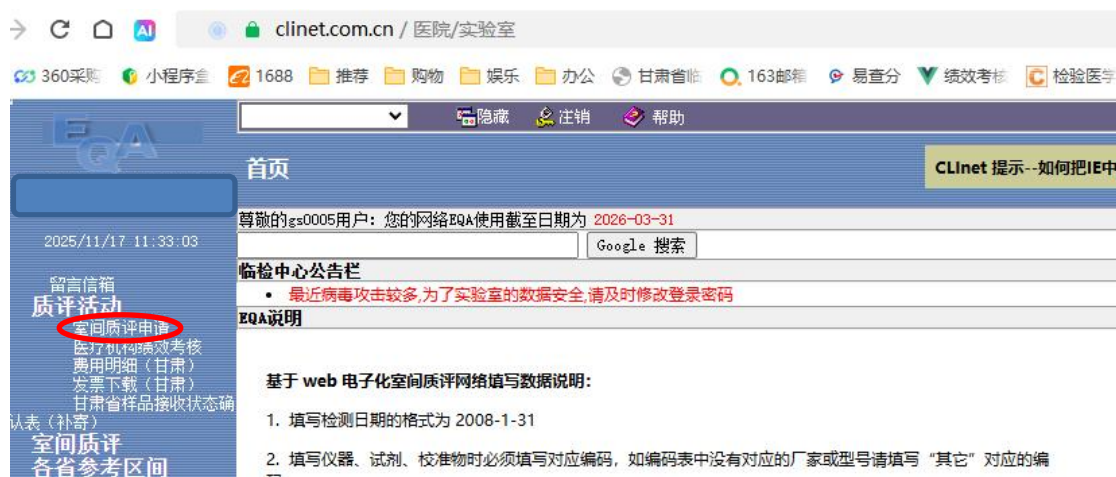 AI clinet.com.cn / 医院/实验室
360采购 小程序盒 1688 推荐 购物 娱乐 办公 甘肃省临 163邮箱 易查分 绩效考核 检验医学
隐藏 注销 帮助
EQA
首页
CLInet 提示--如何把IE中
尊敬的gs0005用户: 您的网络EQA使用截至日期为 2026-03-31
2025/11/17 11:33:03
Google 搜索
临检中心公告栏
• 最近病毒攻击较多,为了实验室的数据安全,请及时修改登录密码
EQA说明
留言信箱
质评活动
室间质评申请
医疗机构绩效考核
费用明细（甘肃）
发票下载（甘肃）
甘肃省样品接收状态确
认表（补寄）
室间质评
各省参考区间
基于 web 电子化室间质评网络填写数据说明:
1. 填写检测日期的格式为 2008-1-31
2. 填写仪器、试剂、校准物时必须填写对应编码，如编码表中没有对应的厂家或型号请填写“其它”对应的编